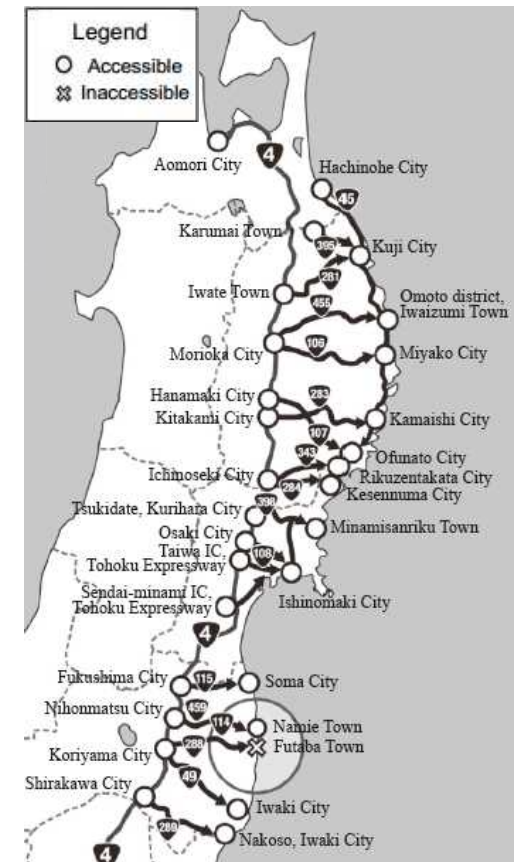 Legend
Accessible
Inaccessible
4
Aomori City
Hachinohe City
45
Karumai Town
395
Kuji City
281
Iwate Town
455
Omoto district,
Iwaizumi Town
106
Morioka City
Miyako City
283
Hanamaki City
Kitakami City
107
Kamaishi City
343
Ofunato City
Ichinoseki City
284
Rikuzentakata City
Kesennuma City
398
Tsukidate, Kurihara City
Minamisanriku Town
Osaki City
Taiwa IC,
Tohoku Expressway
108
Ishinomaki City
Sendai-minami IC,
Tohoku Expressway
4
Fukushima City
115
Soma City
459
Nihonmatsu City
114
Namie Town
288
Futaba Town
Koriyama City
49
Shirakawa City
Iwaki City
289
Nakoso, Iwaki City
4